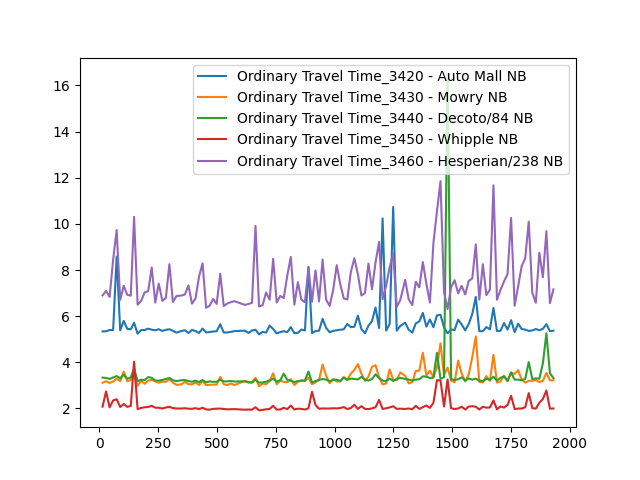 Ordinary Travel Time_3420 - Auto Mall NB
Ordinary Travel Time_3430 - Mowry NB
Ordinary Travel Time_3440 - Decoto/84 NB
Ordinary Travel Time_3450 - Whipple NB
Ordinary Travel Time_3460 - Hesperian/238 NB
16
14
12
10
8
6
4
2
0 250 500 750 1000 1250 1500 1750 2000